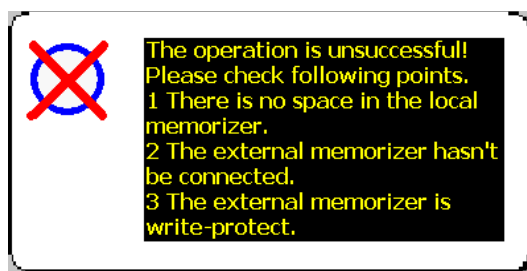 The operation is unsuccessful!
Please check following points.
1 There is no space in the local
memorizer.
2 The external memorizer hasn't
be connected.
3 The external memorizer is
write-protect.